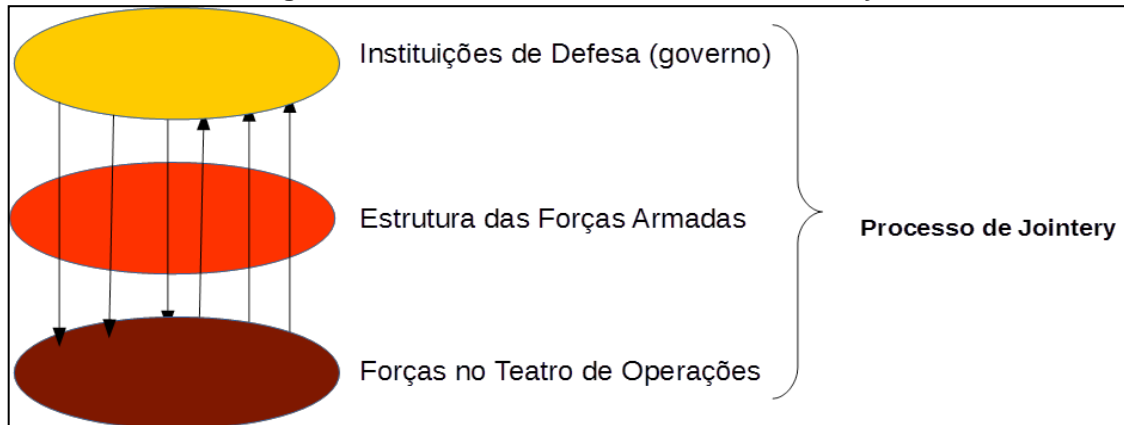 Instituições de Defesa (governo)
Estrutura das Forças Armadas
Processo de Jointery
Forças no Teatro de Operações